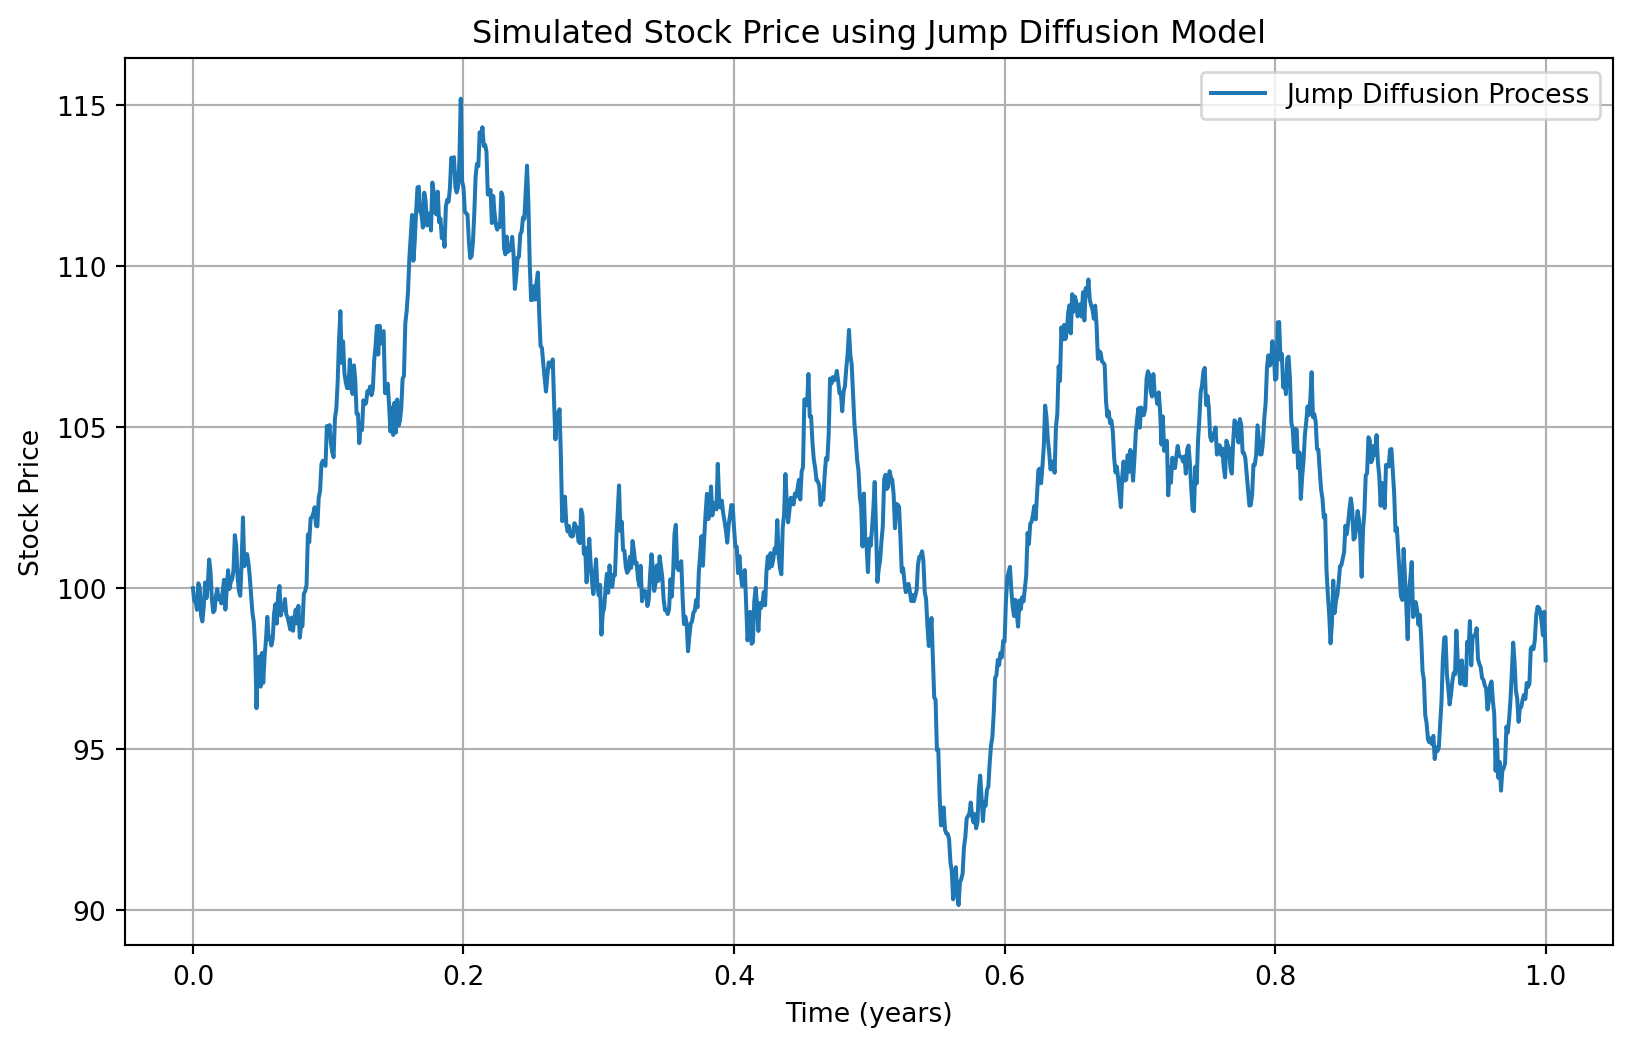 Simulated Stock Price using Jump Diffusion Model
Jump Diffusion Process
Stock Price
115
110
105
100
95
90
0.0 0.2 0.4 0.6 0.8 1.0
Time (years)